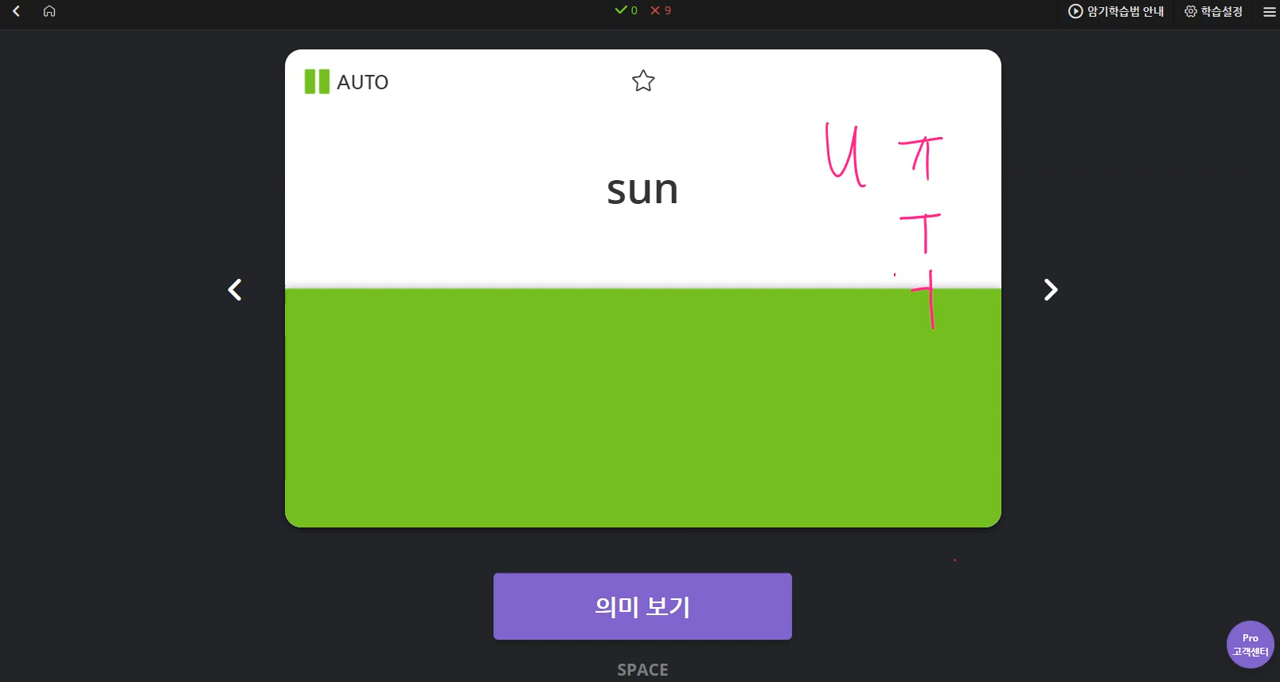 0 9 암기학습법 안내 학습설정
AUTO
sun
u ㅠ
ㅜ
ㅓ
의미 보기
SPACE
Pro
고객센터